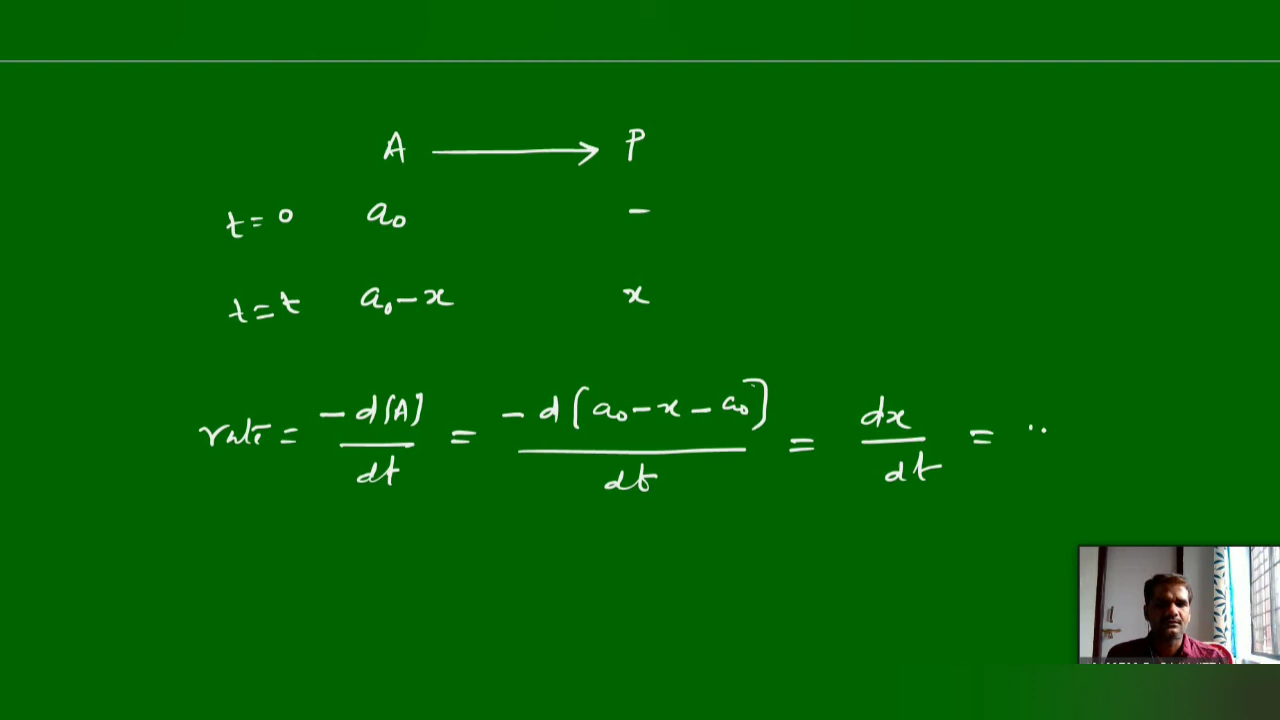 A ⟶ P
t=0 a₀ –
t=t a₀-x x
rate = -d[A]/dt = -d[a₀-x-a₀]/dt = dx/dt = ..